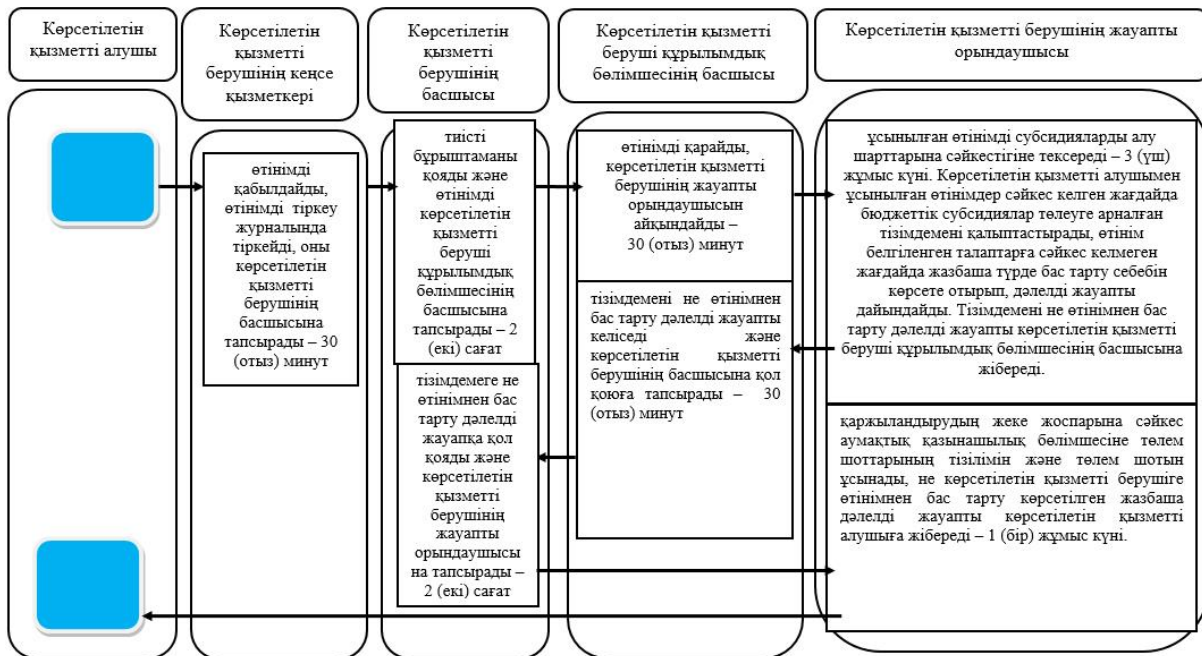 Көрсетілетін
қызметті алушы
Көрсетілетін
қызметті
берушінің кеңсе
қызметкері
Көрсетілетін
қызметті
берушінің
басшысы
Көрсетілетін қызметті
беруші құрылымдық
бөлімшесінің басшысы
Көрсетілетін қызметті берушінің жауапты
орындаушысы
өтінімді
қабылдайды,
өтінімді тіркеу
журналында
тіркейді, оны
көрсетілетін
қызметті
берушінің
басшысына
тапсырады – 30
(отыз) минут
тиісті
бұрыштаманы
қояды және
өтінімді
көрсетілетін
қызметті
беруші
құрылымдық
бөлімшесінің
басшысына
тапсырады – 2
(екі) сағат
тізімдемеге не
өтінімнен бас
тарту дәлелді
жауапқа қол
қояды және
көрсетілетін
қызметті
берушінің
жауапты
орындаушысы
на тапсырады –
2 (екі) сағат
өтінімді қарайды,
көрсетілетін қызметті
берушінің жауапты
орындаушысын
айқындайды –
30 (отыз) минут
тізімдемені не өтінімнен
бас тарту дәлелді жауапты
келіседі және
көрсетілетін қызметті
берушінің басшысына қол
қоюға тапсырады – 30
(отыз) минут
ұсынылған өтінімді субсидияларды алу
шарттарына сәйкестігіне тексереді – 3 (үш)
жұмыс күні. Көрсетілетін қызметті алушымен
ұсынылған өтінімдер сәйкес келген жағдайда
бюджеттік субсидиялар төлеуге арналған
тізімдемені қалыптастырады, өтінім
белгіленген талаптарға сәйкес келмеген
жағдайда жазбаша түрде бас тарту себебін
көрсете отырып, дәлелді жауапты
дайындайды. Тізімдемені не өтінімнен бас
тарту дәлелді жауапты көрсетілетін қызметті
беруші құрылымдық бөлімшесінің басшысына
жібереді.
қаржыландырудың жеке жоспарына сәйкес
аумақтық қазынашылық бөлімшесіне төлем
шоттарының тізілімін және төлем шотын
ұсынады, не көрсетілетін қызметті берушіге
өтінімнен бас тарту көрсетілген жазбаша
дәлелді жауапты көрсетілетін қызметті
алушыға жібереді – 1 (бір) жұмыс күні.